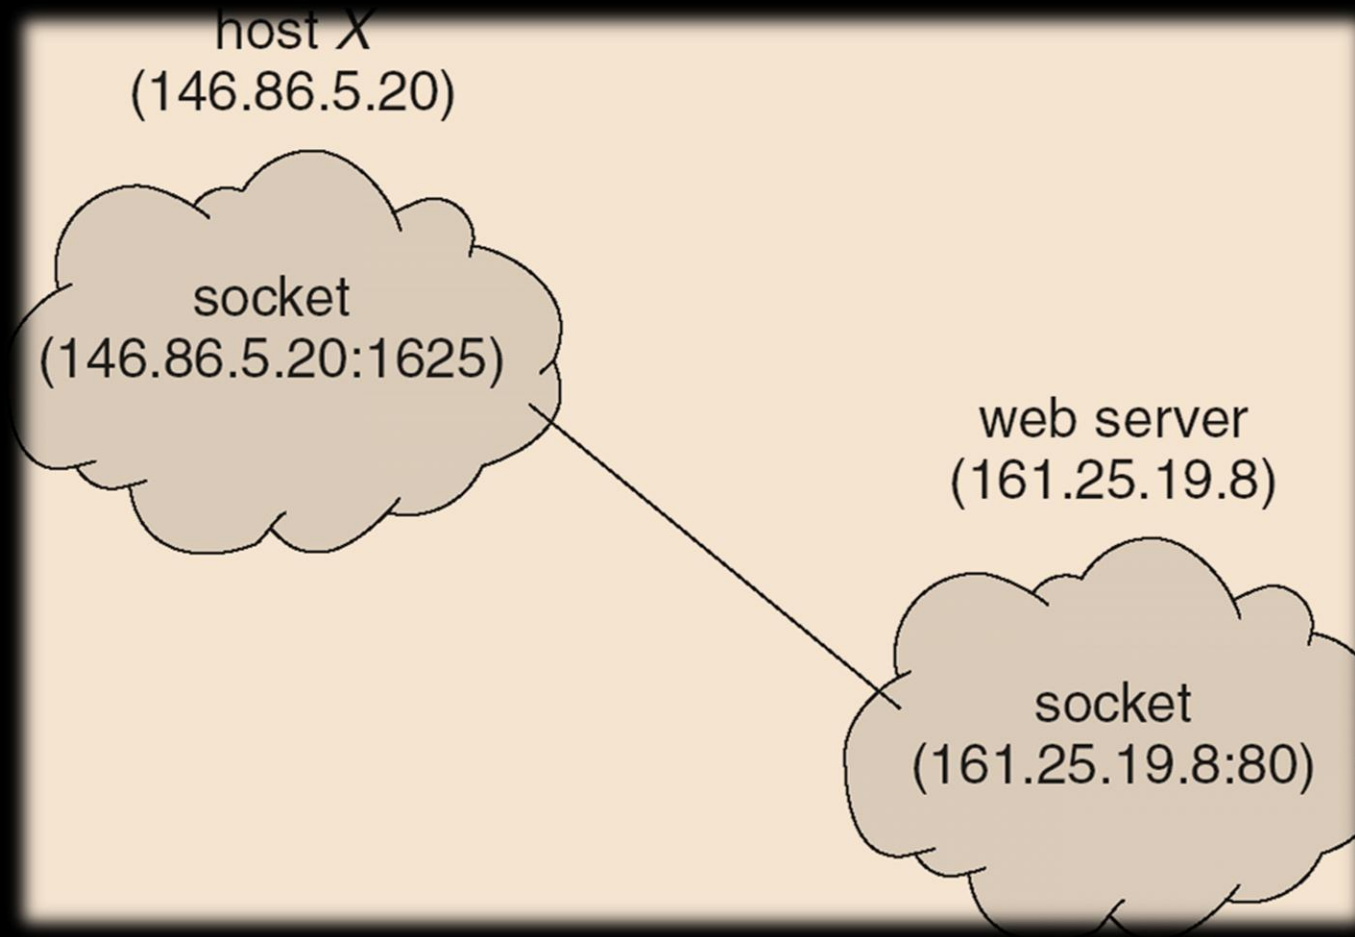 host X
(146.86.5.20)
socket
(146.86.5.20:1625)
web server
(161.25.19.8)
socket
(161.25.19.8:80)